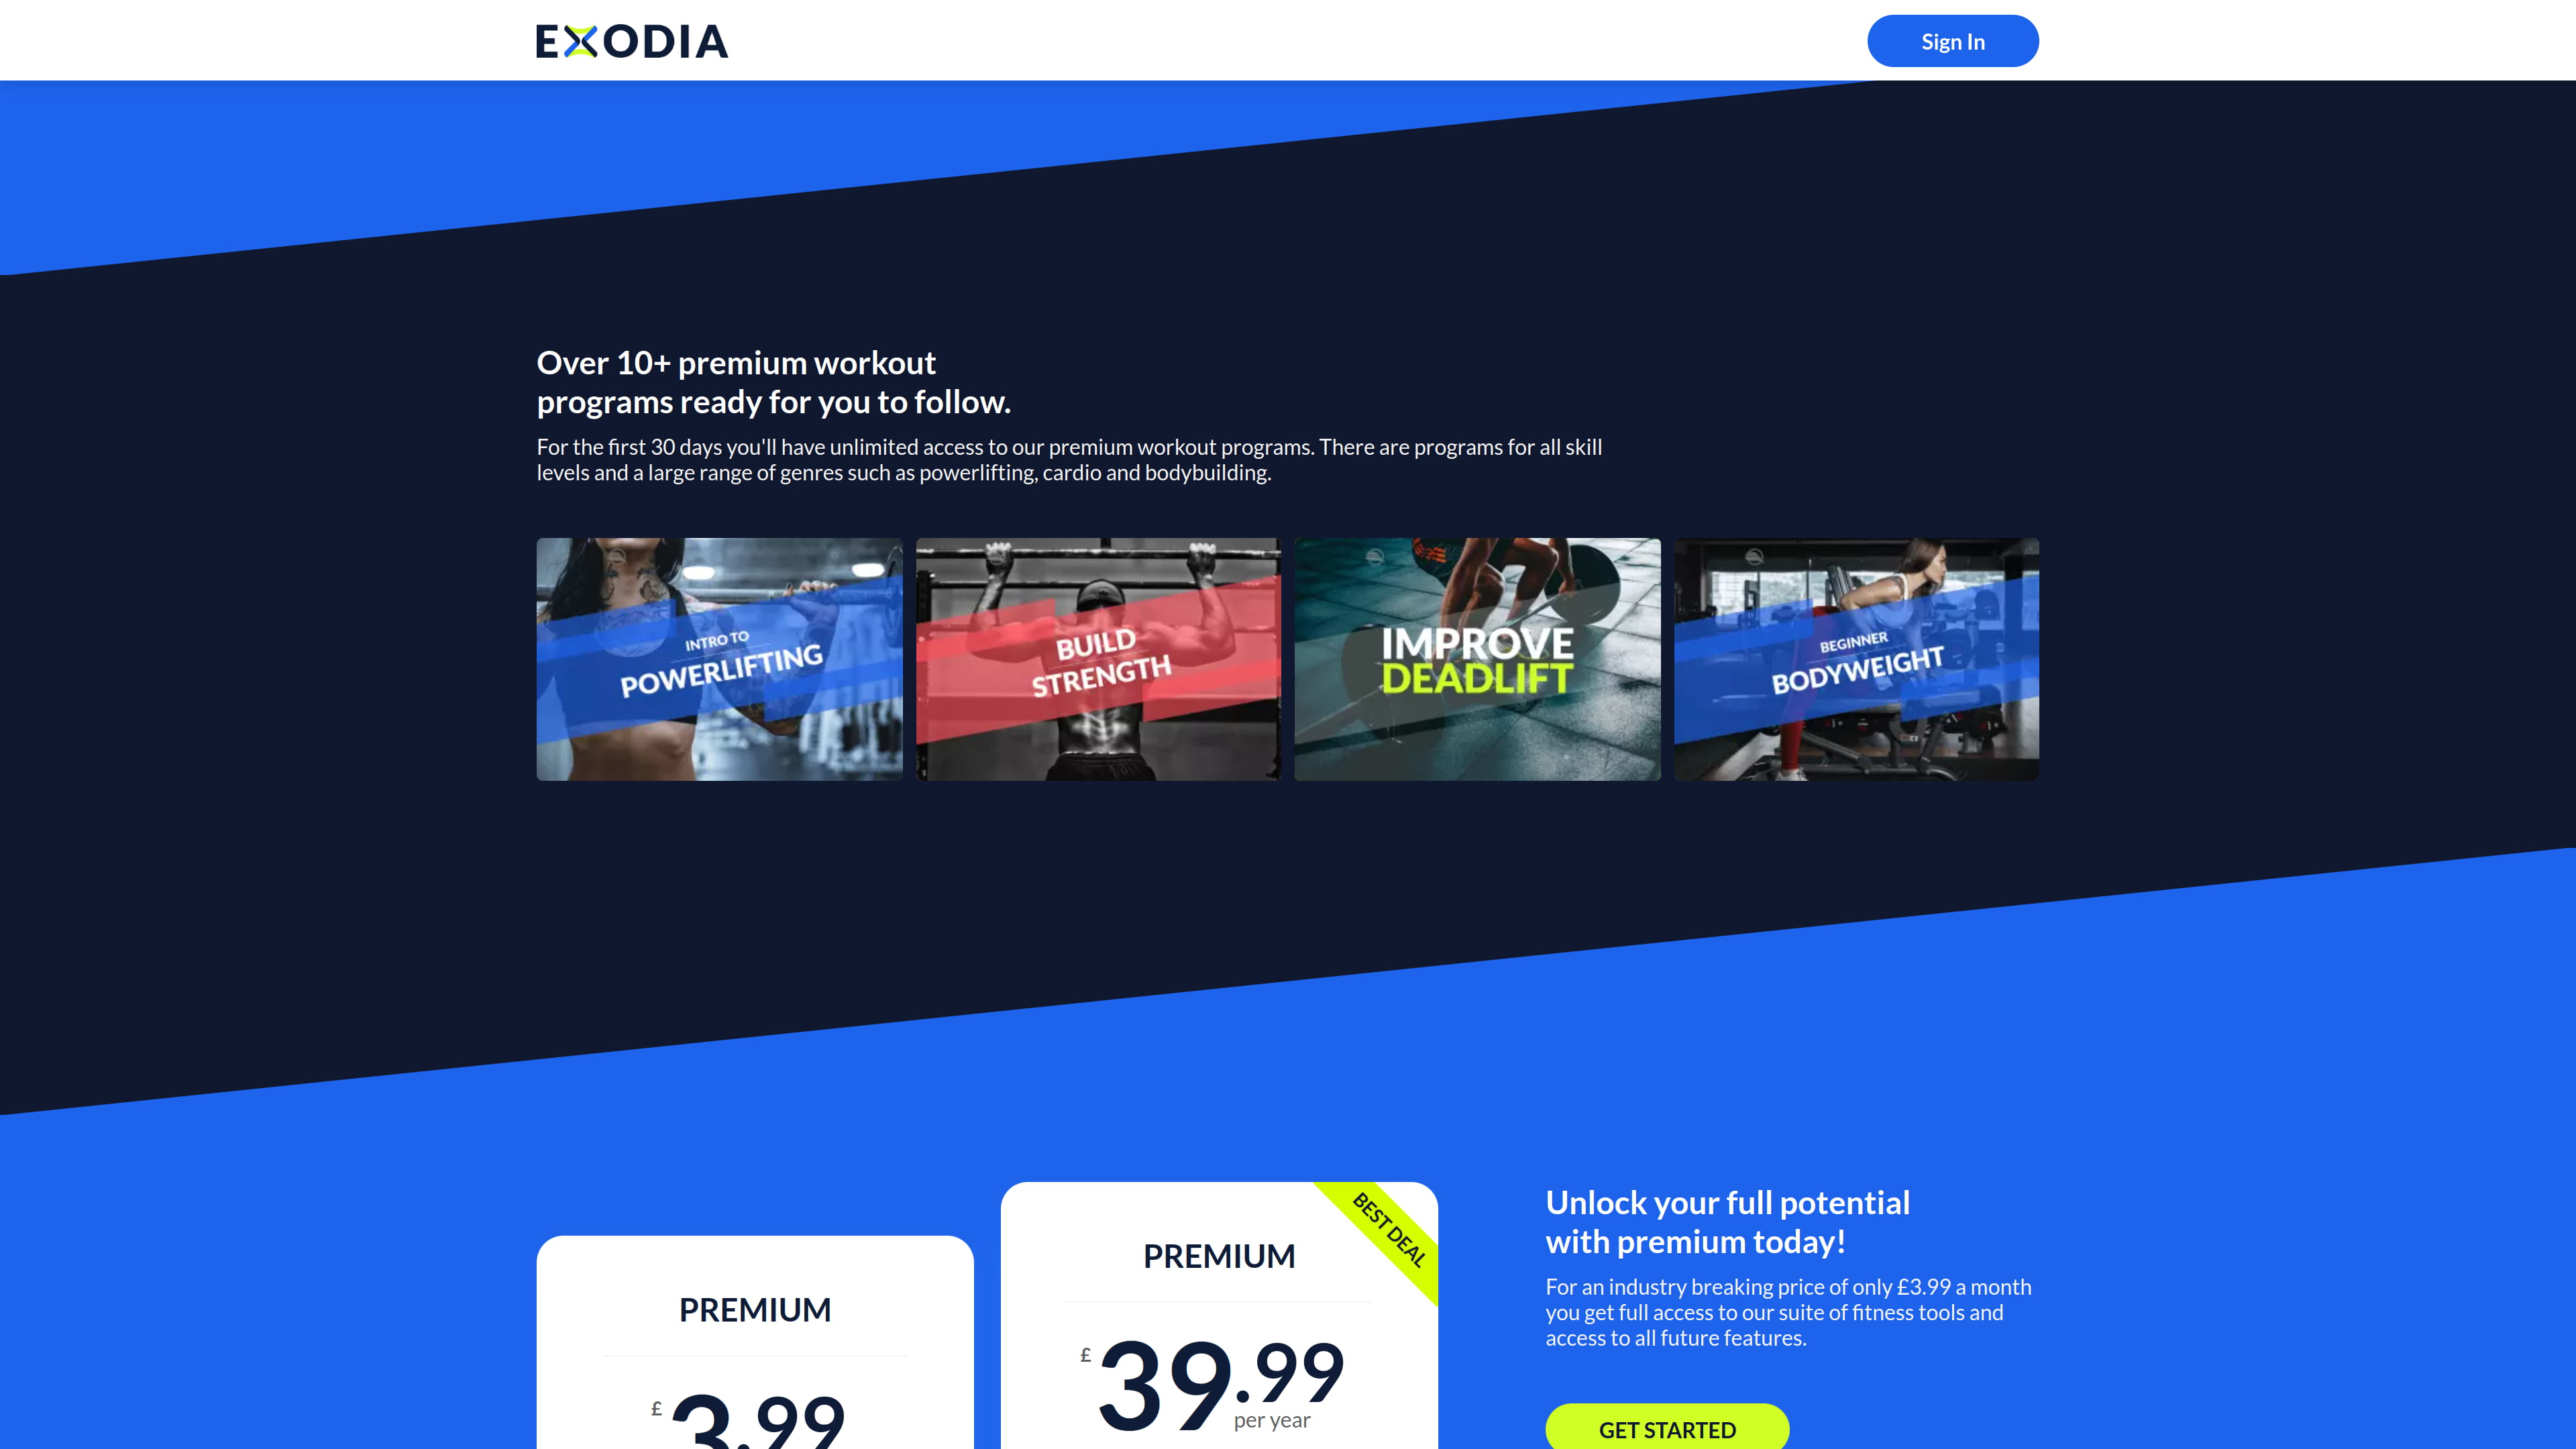 EXODIA
Sign In
Over 10+ premium workout
programs ready for you to follow.
For the first 30 days you'll have unlimited access to our premium workout programs. There are programs for all skill
levels and a large range of genres such as powerlifting, cardio and bodybuilding.
INTRO TO
POWERLIFTING
BUILD
STRENGTH
IMPROVE
DEADLIFT
BEGINNER
BODYWEIGHT
PREMIUM
£3.99
PREMIUM
BEST DEAL
£39.99
per year
Unlock your full potential
with premium today!
For an industry breaking price of only £3.99 a month
you get full access to our suite of fitness tools and
access to all future features.
GET STARTED